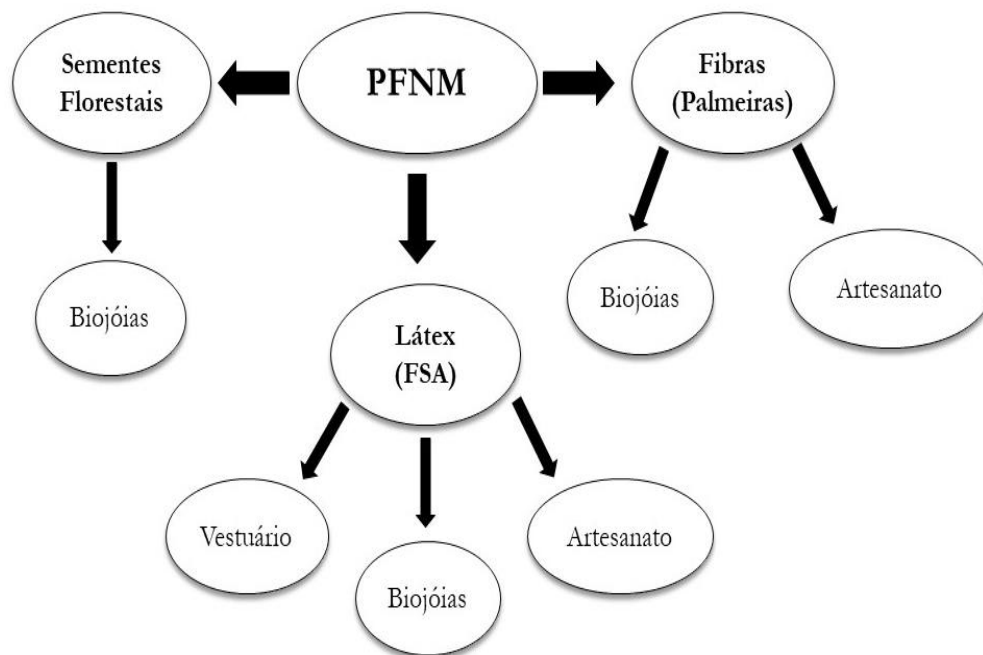 PFNM
Sementes
Florestais
Fibras
(Palmeiras)
Látex
(FSA)
Biojóias
Biojóias
Artesanato
Vestuário
Biojóias
Artesanato